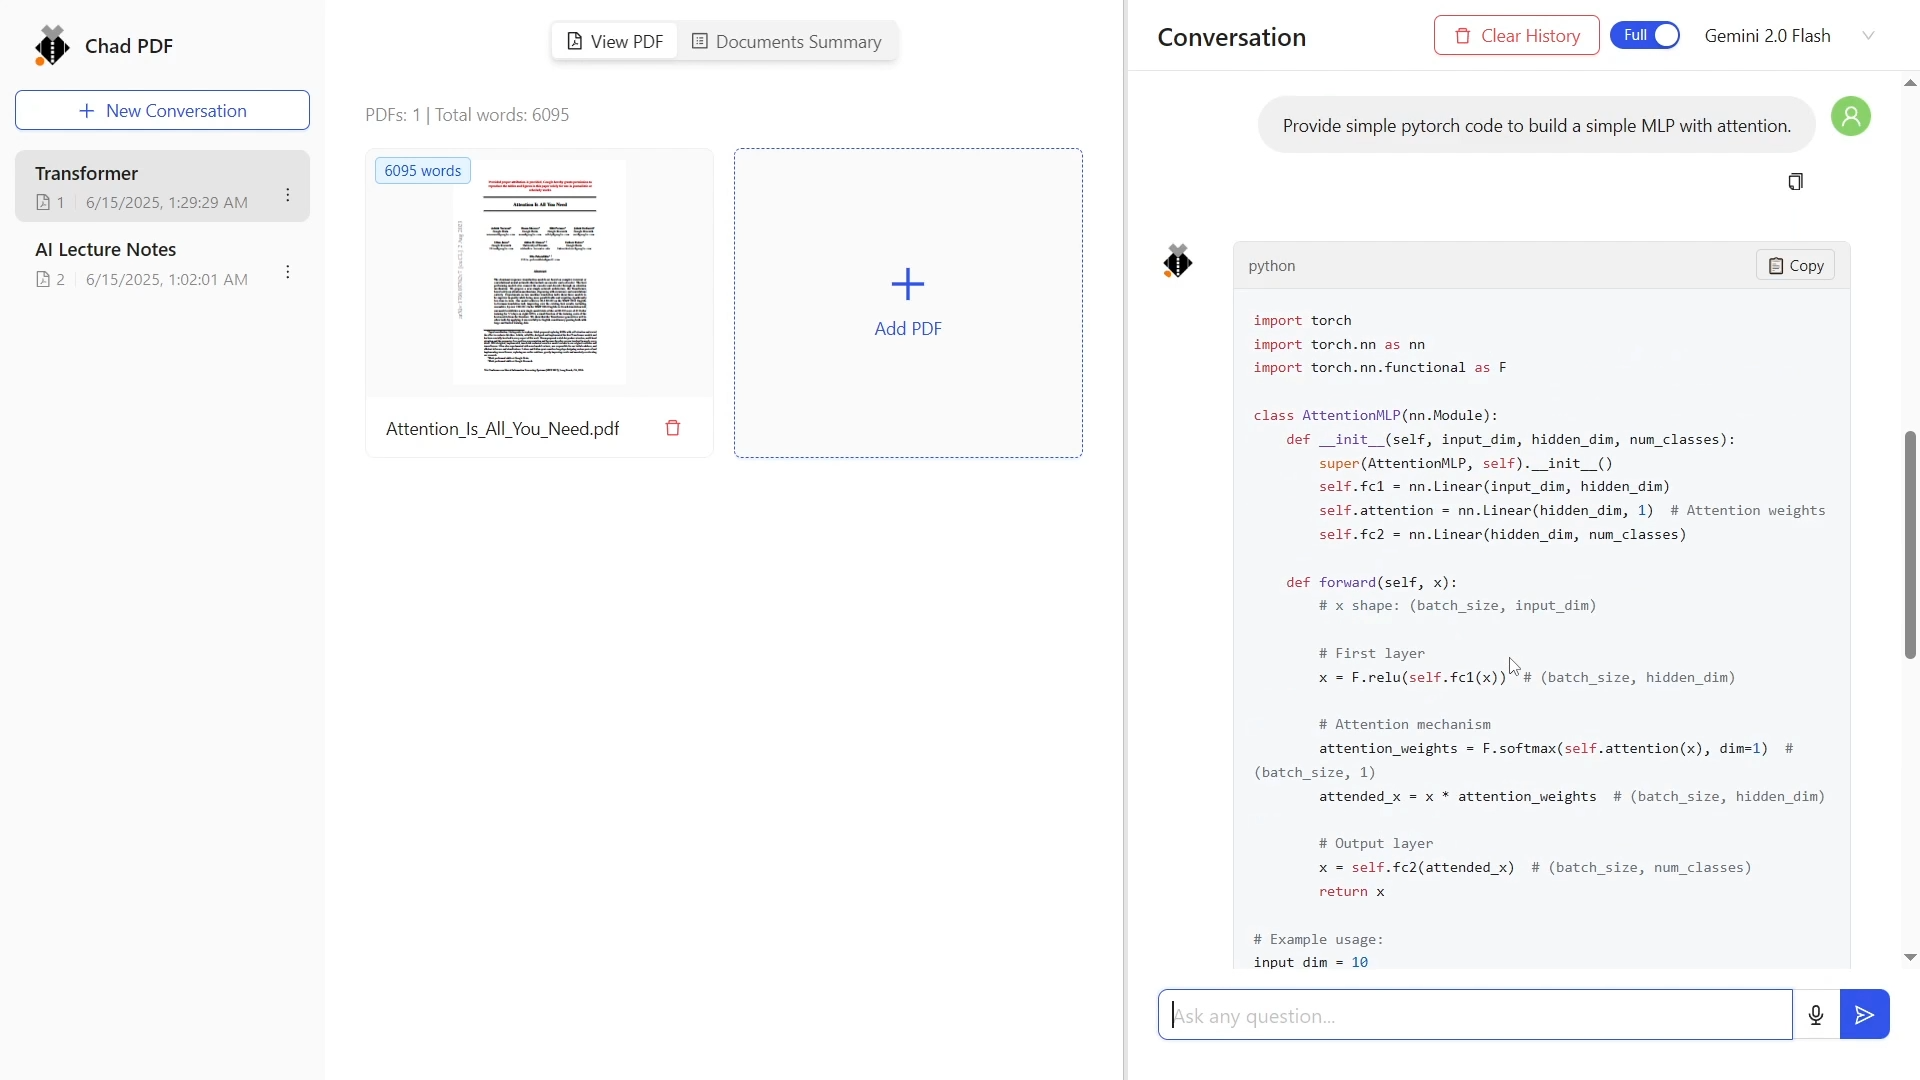 Chad PDF
New Conversation
Transformer
1 6/15/2025, 1:29:29 AM
AI Lecture Notes
2 6/15/2025, 1:02:01 AM
View PDF
Documents Summary
PDFs: 1 | Total words: 6095
6095 words
Attention Is All You Need
Abstract
Attention_Is_All_You_Need.pdf
Add PDF
Conversation
Clear History
Full
Gemini 2.0 Flash
Provide simple pytorch code to build a simple MLP with attention.
python
Copy
import torch
import torch.nn as nn
import torch.nn.functional as F
class AttentionMLP(nn.Module):
    def __init__(self, input_dim, hidden_dim, num_classes):
        super(AttentionMLP, self).__init__()
        self.fc1 = nn.Linear(input_dim, hidden_dim)
        self.attention = nn.Linear(hidden_dim, 1)  # Attention weights
        self.fc2 = nn.Linear(hidden_dim, num_classes)
    def forward(self, x):
        # x shape: (batch_size, input_dim)
        # First layer
        x = F.relu(self.fc1(x))  # (batch_size, hidden_dim)
        # Attention mechanism
        attention_weights = F.softmax(self.attention(x), dim=1)  #
(batch_size, 1)
        attended_x = x * attention_weights  # (batch_size, hidden_dim)
        # Output layer
        x = self.fc2(attended_x)  # (batch_size, num_classes)
        return x
# Example usage:
input_dim = 10
Ask any question...